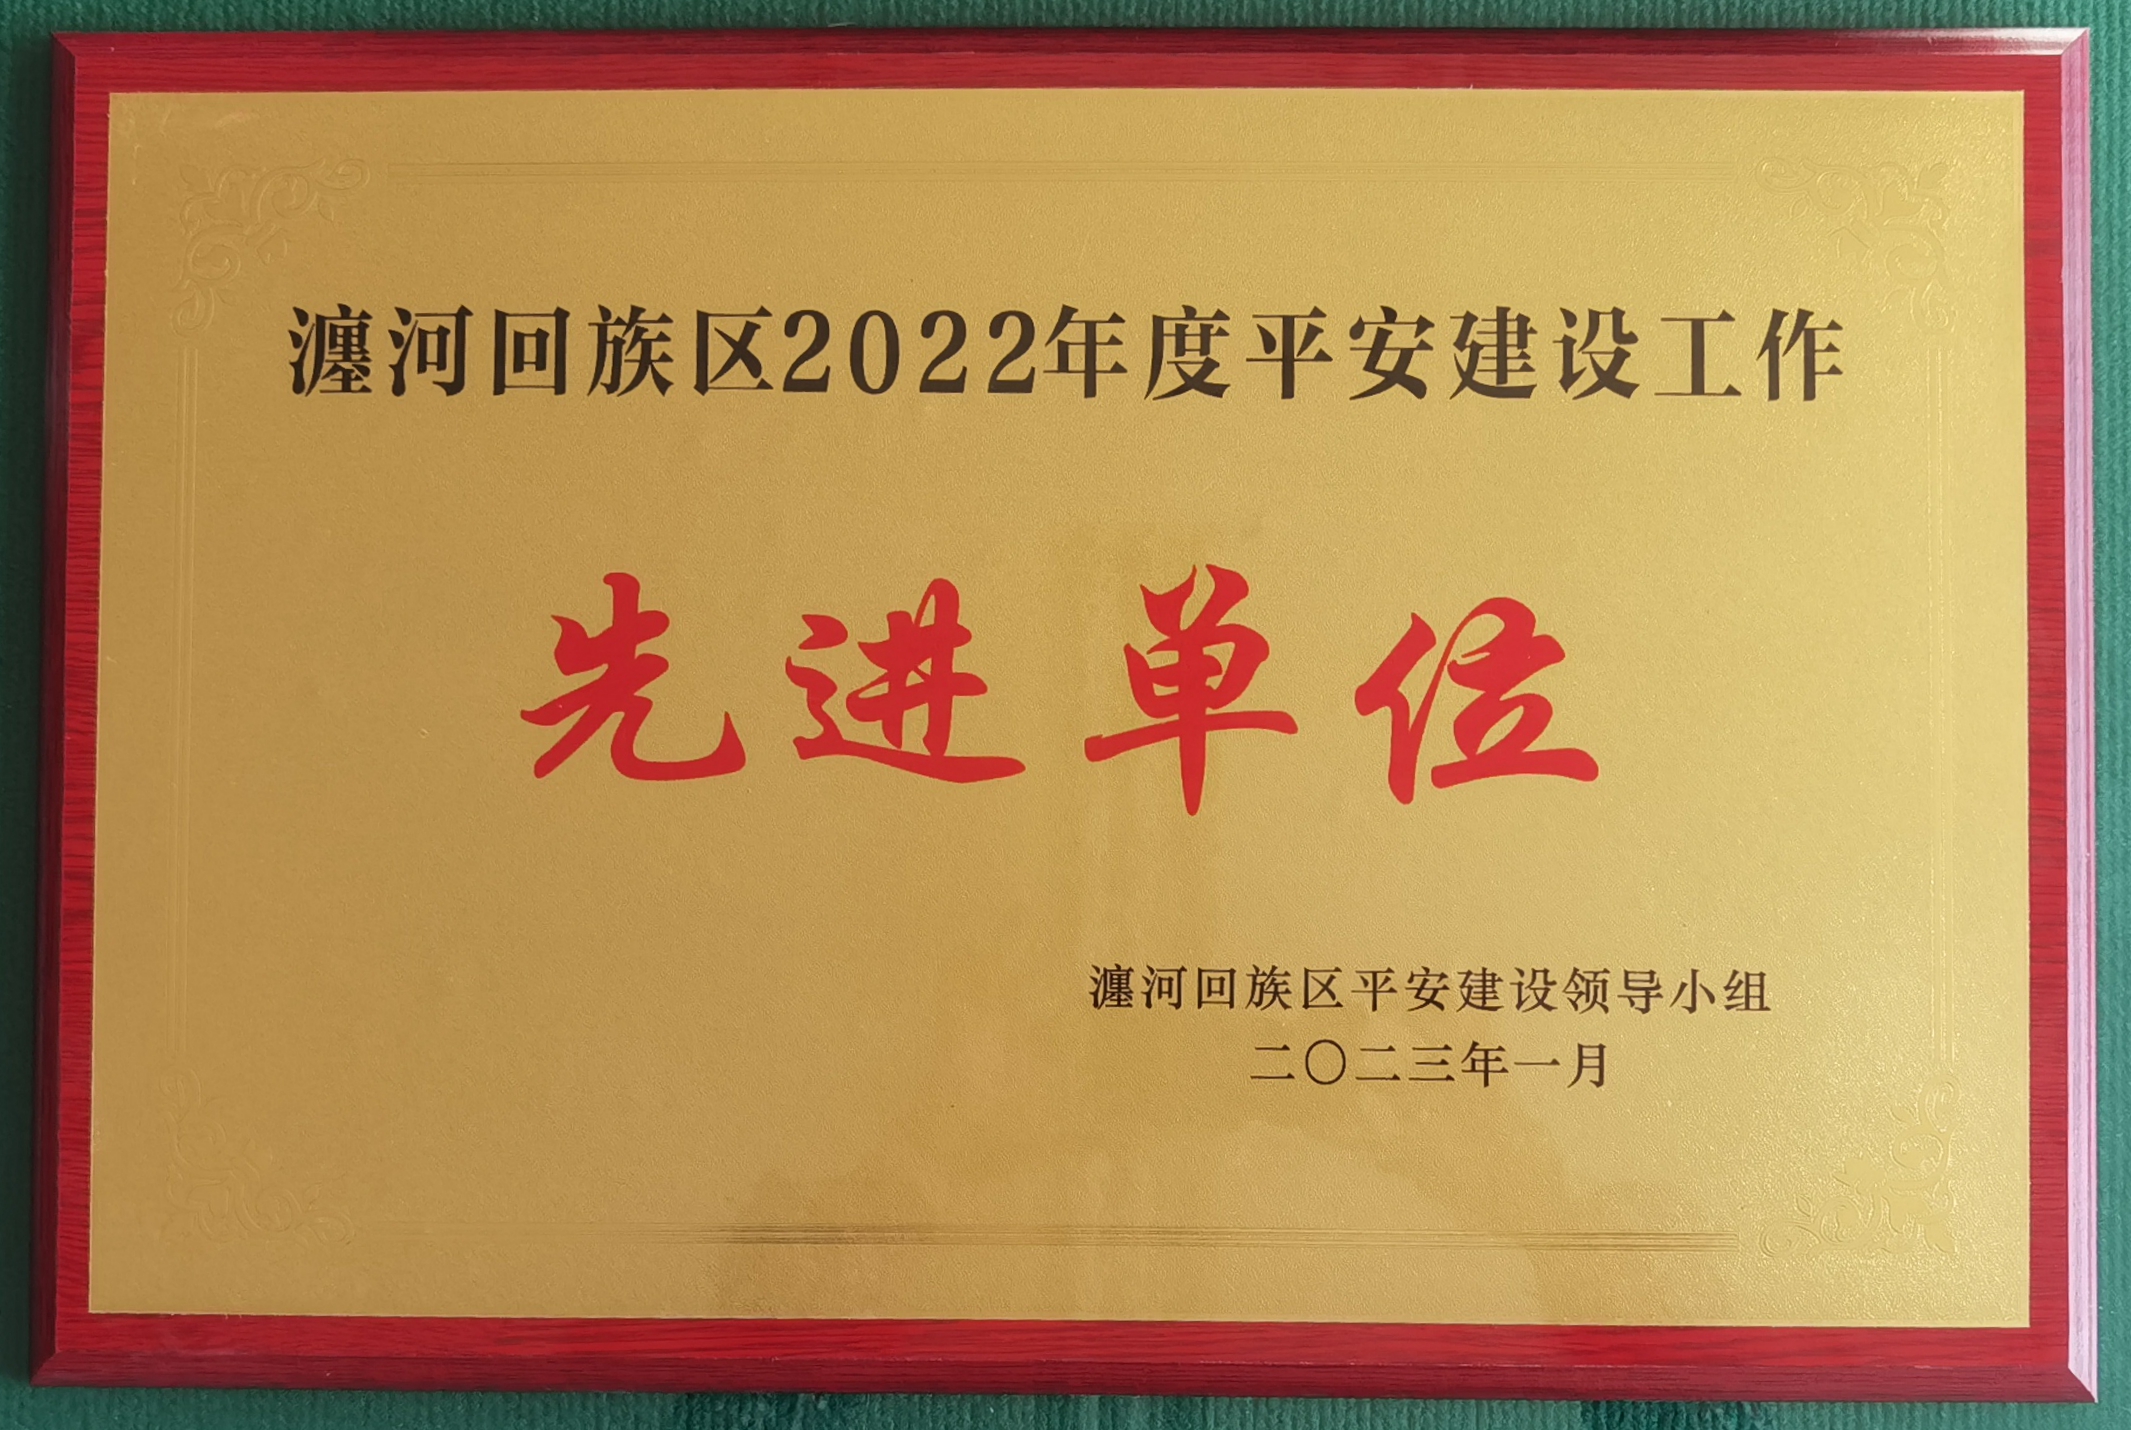 瀍河回族区2022年度平安建设工作
先进单位
瀍河回族区平安建设领导小组
二〇二三年一月